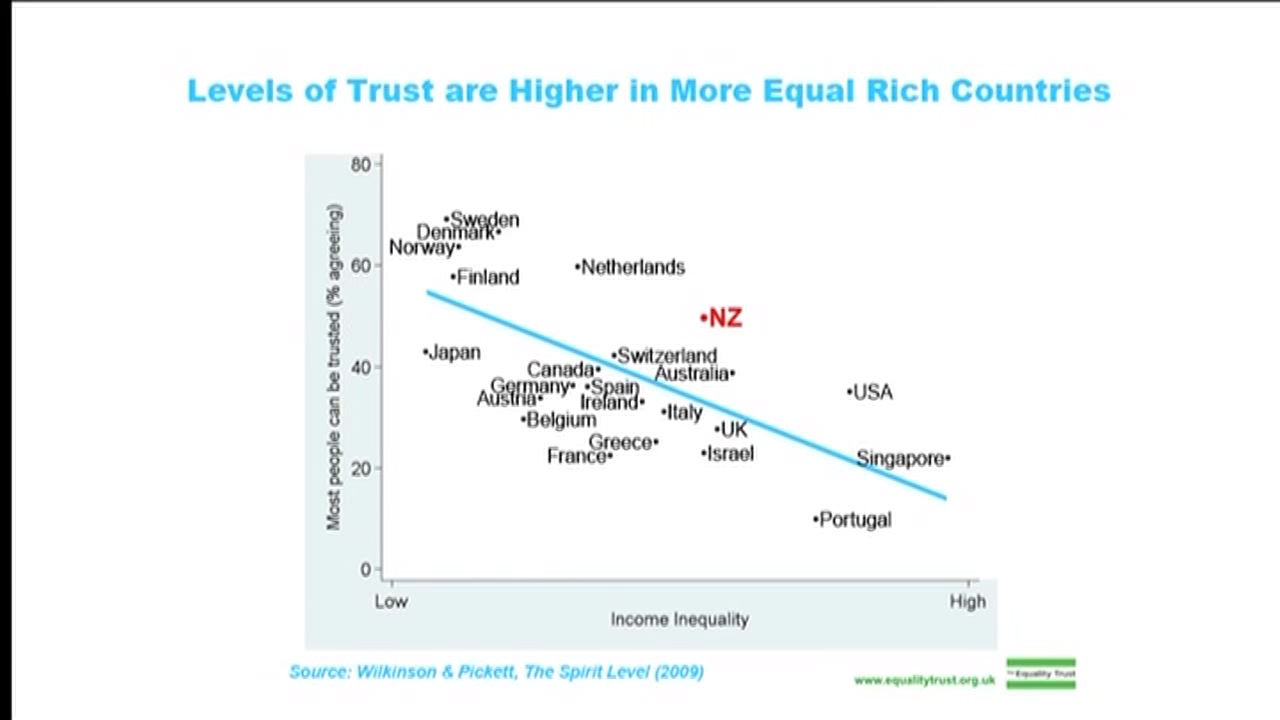 Levels of Trust are Higher in More Equal Rich Countries
Most people can be trusted (% agreeing)
80
60
40
20
0
•Sweden
Denmark•
Norway•
•Netherlands
•Finland
•NZ
•Japan
•Switzerland
Canada•
Australia•
Germany•
•Spain
•USA
Austria•
Ireland•
•Italy
•Belgium
•UK
Greece•
•Israel
France•
Singapore•
•Portugal
Low
High
Income Inequality
Source: Wilkinson & Pickett, The Spirit Level (2009)
www.equalitytrust.org.uk
The Equality Trust